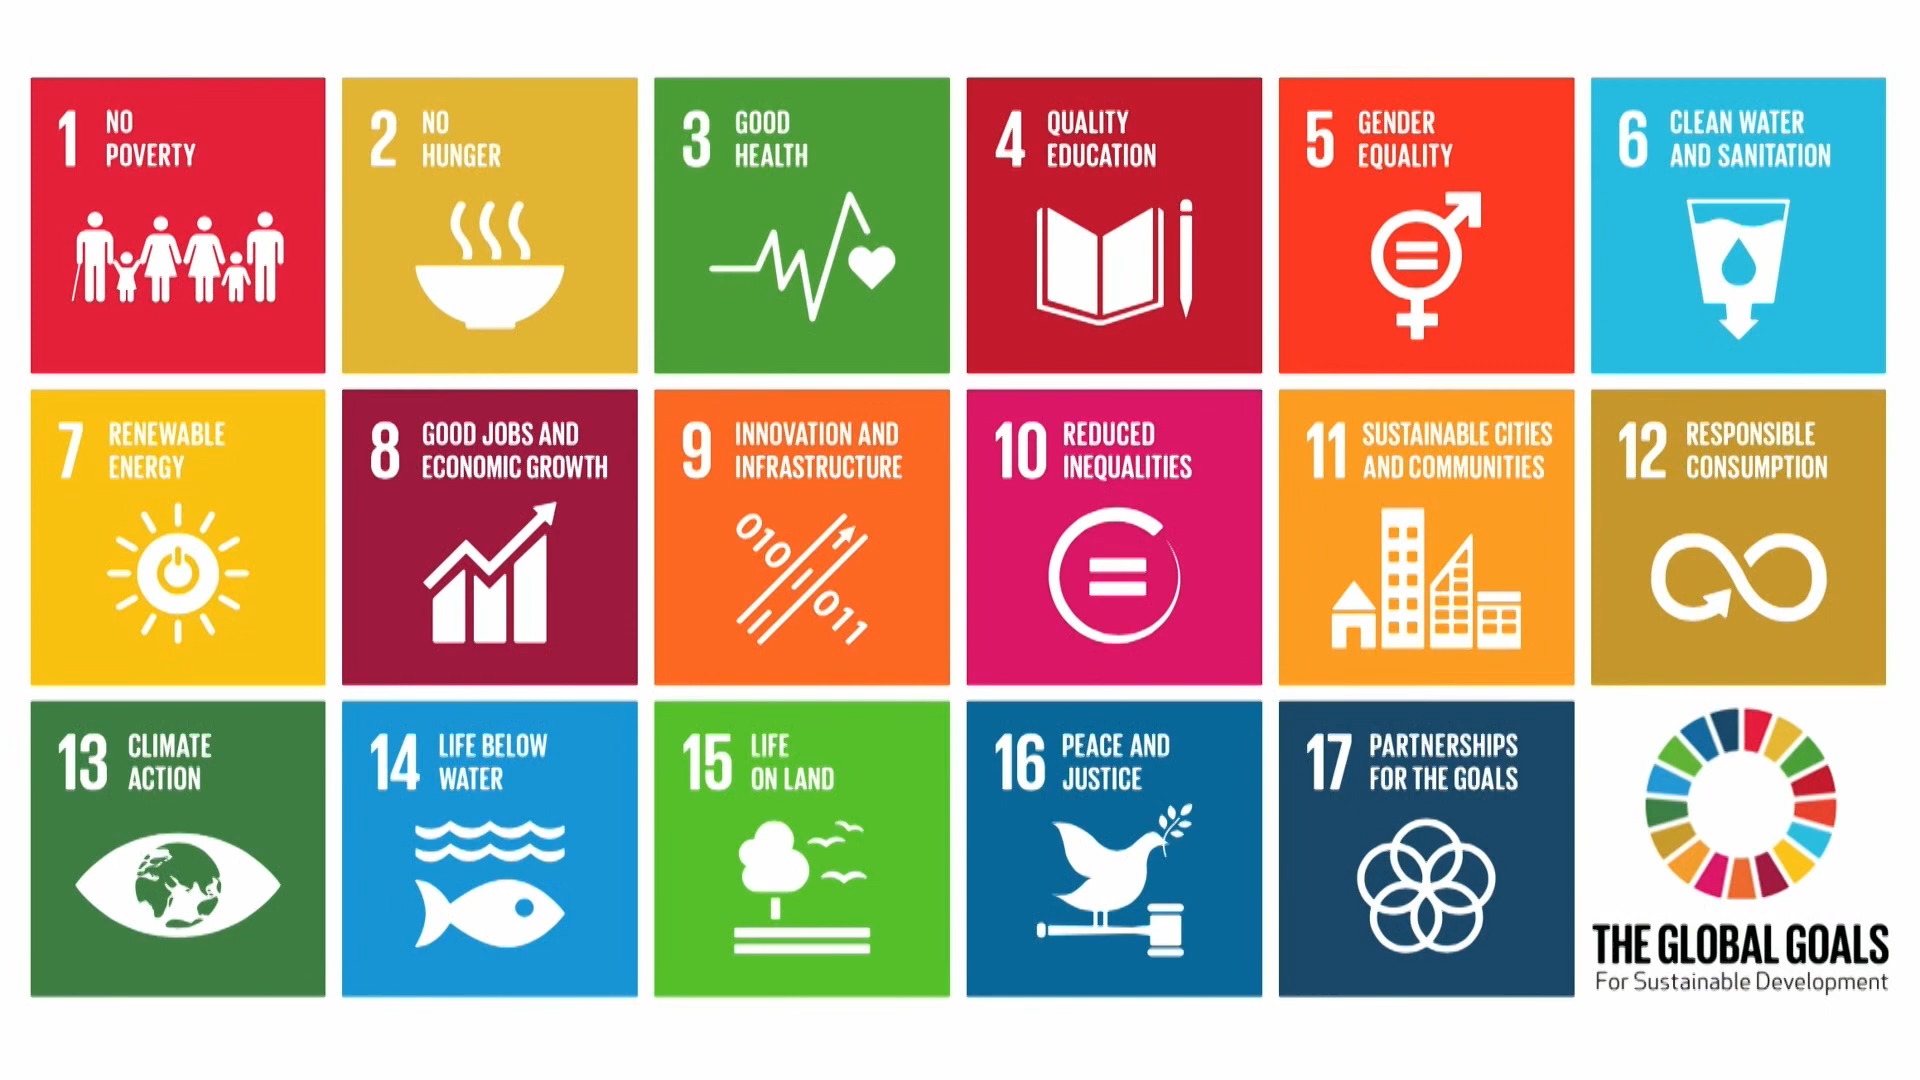 1 NO
POVERTY
2 NO
HUNGER
3 GOOD
HEALTH
4 QUALITY
EDUCATION
5 GENDER
EQUALITY
6 CLEAN WATER
AND SANITATION
7 RENEWABLE
ENERGY
8 GOOD JOBS AND
ECONOMIC GROWTH
9 INNOVATION AND
INFRASTRUCTURE
010
011
10 REDUCED
INEQUALITIES
11 SUSTAINABLE CITIES
AND COMMUNITIES
12 RESPONSIBLE
CONSUMPTION
13 CLIMATE
ACTION
14 LIFE BELOW
WATER
15 LIFE
ON LAND
16 PEACE AND
JUSTICE
17 PARTNERSHIPS
FOR THE GOALS
THE GLOBAL GOALS
For Sustainable Development